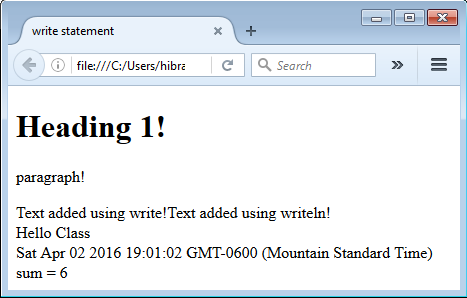 write statement
file:///C:/Users/hibra
Search
Heading 1!
paragraph!
Text added using write!Text added using writeln!
Hello Class
Sat Apr 02 2016 19:01:02 GMT-0600 (Mountain Standard Time)
sum = 6